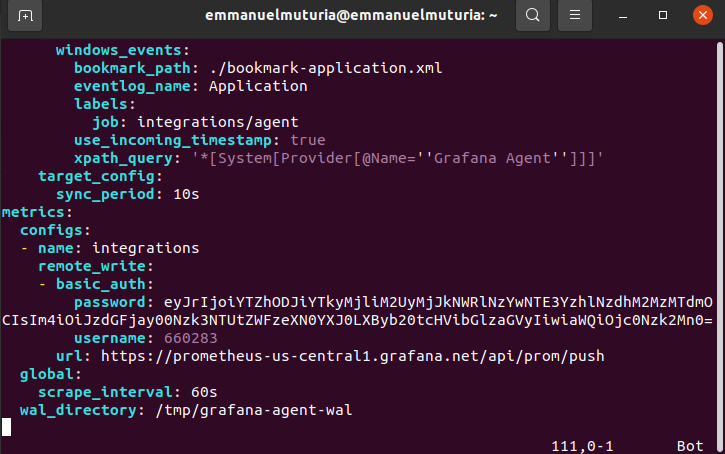 emmanuelmuturia@emmanuelmuturia: ~
windows_events:
bookmark_path: ./bookmark-application.xml
eventlog_name: Application
labels:
job: integrations/agent
use_incoming_timestamp: true
xpath_query: '*[System[Provider[@Name=''Grafana Agent'']]]'
target_config:
sync_period: 10s
metrics:
configs:
- name: integrations
remote_write:
- basic_auth:
password: eyJrIjoiYTZhODJiYTkyMjliM2UyMjJkNWRlNzYwNTE3YzhlNzdhM2MzMTdmO
CIsIm4iOiJzdGFjay00Nzk3NTUtZWFzeXN0YXJ0LXByb20tcHVibGlzaGVyIiwiaWQiOjc0Nzk2Mn0=
username: 660283
url: https://prometheus-us-central1.grafana.net/api/prom/push
global:
scrape_interval: 60s
wal_directory: /tmp/grafana-agent-wal
111,0-1 Bot